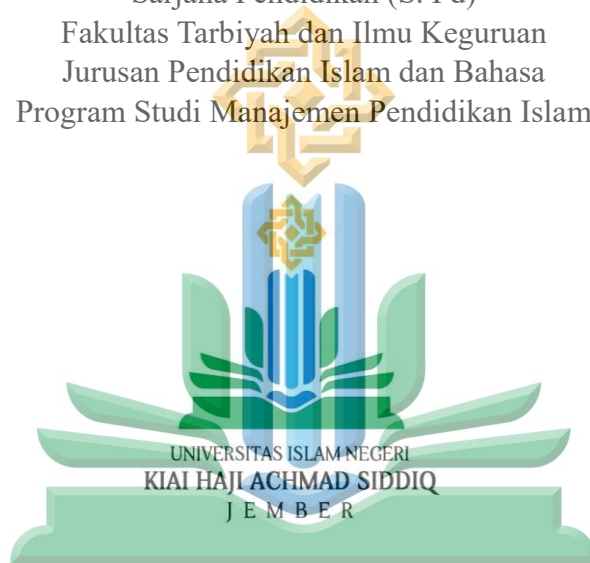 Sarjana Pendidikan (S. Pd)
Fakultas Tarbiyah dan Ilmu Keguruan
Jurusan Pendidikan Islam dan Bahasa
Program Studi Manajemen Pendidikan Islam
UNIVERSITAS ISLAM NEGERI
KIAI HAJI ACHMAD SIDDIQ
JEMBER